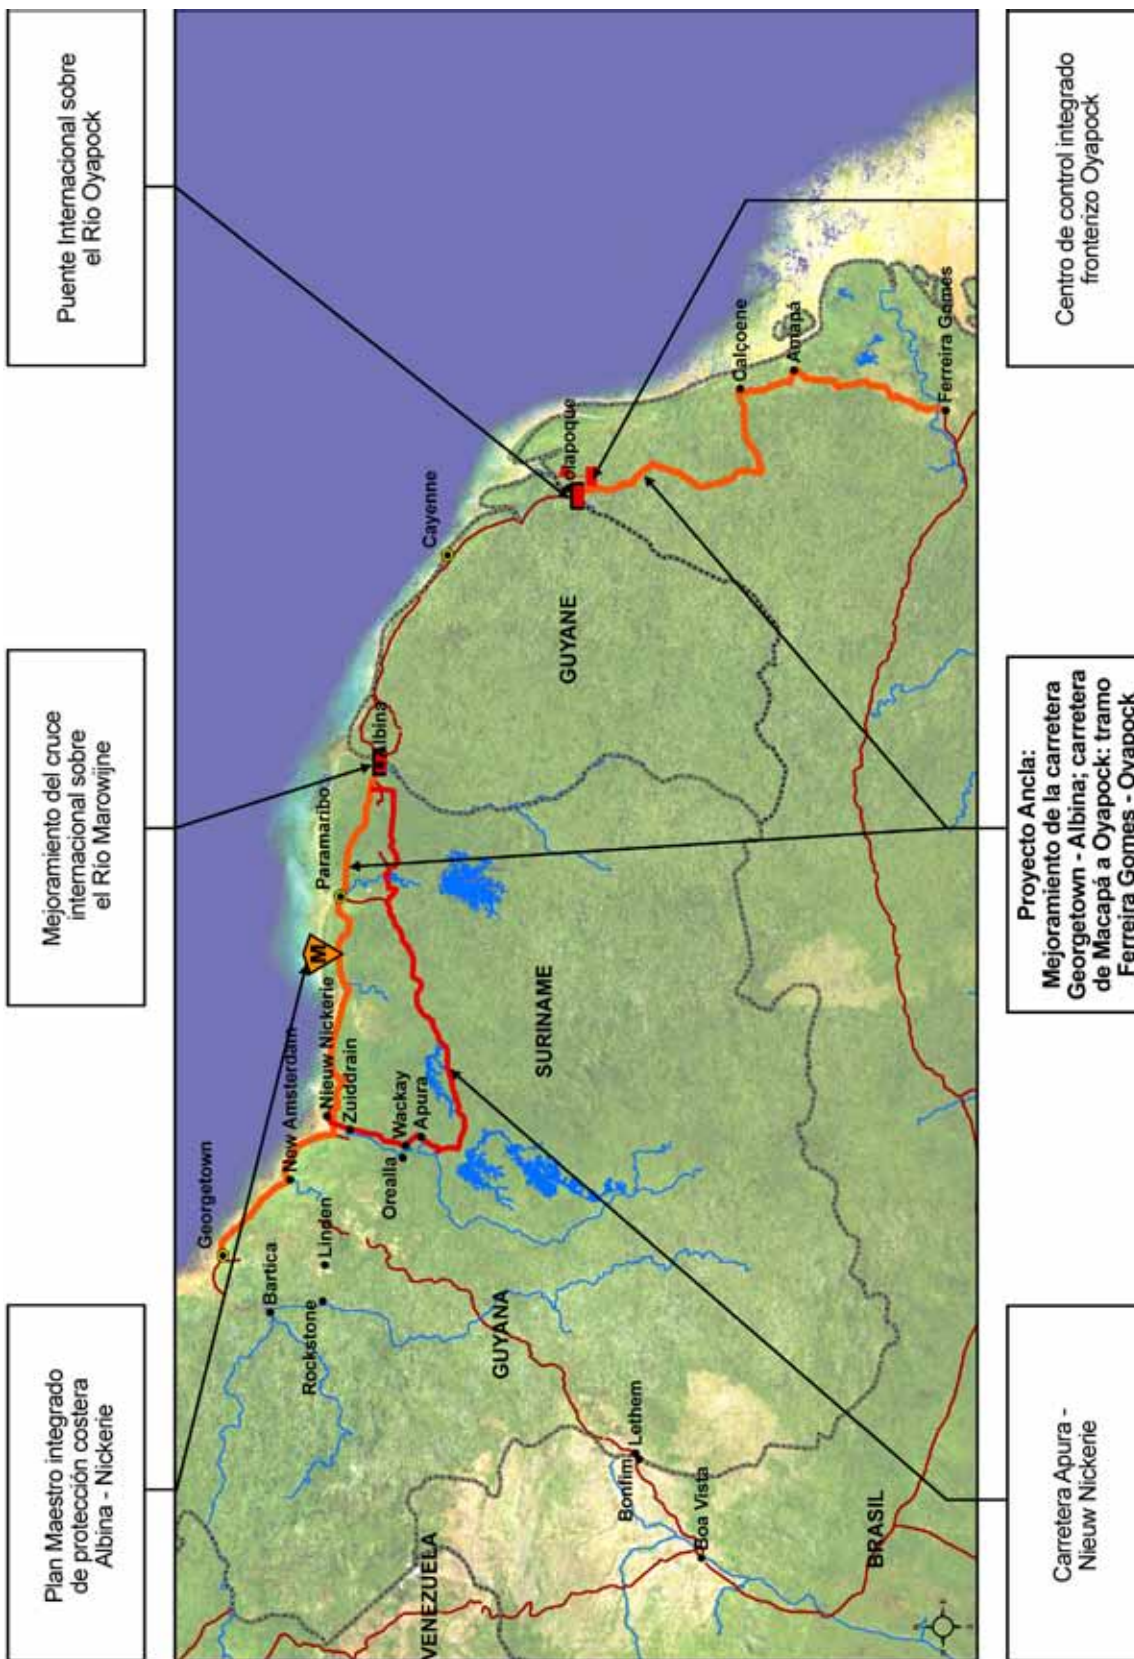 Plan Maestro integrado
de protección costera
Albina - Nickerie
Mejoramiento del cruce
internacional sobre
el Río Marowijne
Puente Internacional sobre
el Río Oyapock
Georgetown
Bartica
New Amsterdam
Linden
Rockstone
Nieuw Nickerie
Zuiddrain
M
Paramaribo
Albina
Cayenne
Orealla
Wackay
Apura
VENEZUELA
GUYANA
SURINAME
GUYANE
Oiapoque
Bonfim
Lethem
Boa Vista
BRASIL
Calçoene
Amapá
Ferreira Gomes
Carretera Apura -
Nieuw Nickerie
Proyecto Ancla:
Mejoramiento de la carretera
Georgetown - Albina; carretera
de Macapá a Oyapock: tramo
Ferreira Gomes - Oyapock
Centro de control integrado
fronterizo Oyapock